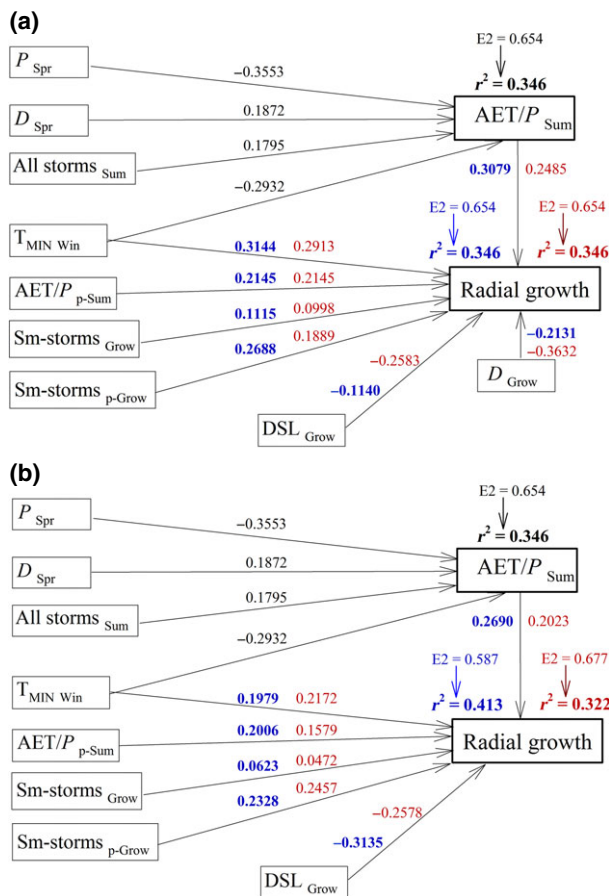 (a)
E2 = 0.654
P Spr
−0.3553
r² = 0.346
D Spr
0.1872
AET/P Sum
All storms Sum
0.1795
−0.2932
0.3079 0.2485
T MIN Win
E2 = 0.654 E2 = 0.654
0.3144 0.2913
r² = 0.346 r² = 0.346
AET/P p-Sum
0.2145 0.2145
Radial growth
Sm-storms Grow
0.1115 0.0998
0.2688 0.1889
Sm-storms p-Grow
−0.2131
−0.2583
−0.3632
−0.1140
D Grow
DSL Grow
(b)
E2 = 0.654
P Spr
−0.3553
r² = 0.346
D Spr
0.1872
AET/P Sum
All storms Sum
0.1795
−0.2932
0.2690 0.2023
E2 = 0.587 E2 = 0.677
T MIN Win
0.1979 0.2172
r² = 0.413 r² = 0.322
AET/P p-Sum
0.2006 0.1579
Radial growth
Sm-storms Grow
0.0623 0.0472
0.2328 0.2457
Sm-storms p-Grow
−0.2578
−0.3135
DSL Grow